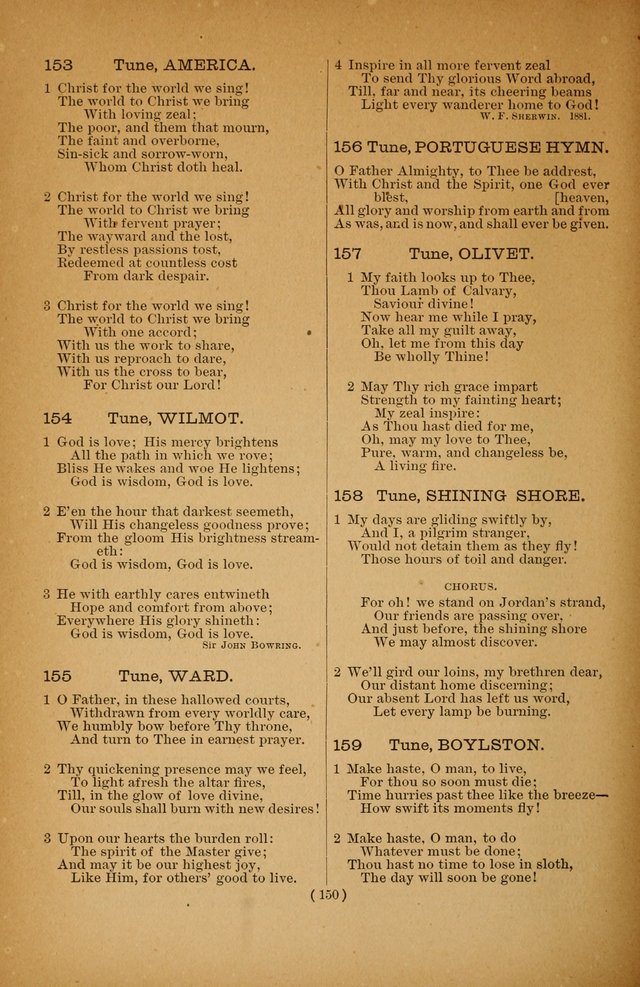 153 Tune, AMERICA.
1 Christ for the world we sing!
The world to Christ we bring
With loving zeal;
The poor, and them that mourn,
The faint and overborne,
Sin-sick and sorrow-worn,
Whom Christ doth heal.
2 Christ for the world we sing!
The world to Christ we bring
With fervent prayer;
The wayward and the lost,
By restless passions tost,
Redeemed at countless cost
From dark despair.
3 Christ for the world we sing!
The world to Christ we bring
With one accord;
With us the work to share,
With us reproach to dare,
With us the cross to bear,
For Christ our Lord!
154 Tune, WILMOT.
1 God is love; His mercy brightens
All the path in which we rove;
Bliss He wakes and woe He lightens;
God is wisdom, God is love.
2 E'en the hour that darkest seemeth,
Will His changeless goodness prove;
From the gloom His brightness stream-
eth:
God is wisdom, God is love.
3 He with earthly cares entwineth
Hope and comfort from above;
Everywhere His glory shineth:
God is wisdom, God is love.
Sir John Bowring.
155 Tune, WARD.
1 O Father, in these hallowed courts,
Withdrawn from every worldly care,
We humbly bow before Thy throne,
And turn to Thee in earnest prayer.
2 Thy quickening presence may we feel,
To light afresh the altar fires,
Till, in the glow of love divine,
Our souls shall burn with new desires!
3 Upon our hearts the burden roll:
The spirit of the Master give;
And may it be our highest joy,
Like Him, for others' good to live.
4 Inspire in all more fervent zeal
To send Thy glorious Word abroad,
Till, far and near, its cheering beams
Light every wanderer home to God!
W. F. Sherwin. 1881.
156 Tune, PORTUGUESE HYMN.
O Father Almighty, to Thee be addrest,
With Christ and the Spirit, one God ever
blest, [heaven,
All glory and worship from earth and from
As was, and is now, and shall ever be given.
157 Tune, OLIVET.
1 My faith looks up to Thee,
Thou Lamb of Calvary,
Saviour divine!
Now hear me while I pray,
Take all my guilt away,
Oh, let me from this day
Be wholly Thine!
2 May Thy rich grace impart
Strength to my fainting heart;
My zeal inspire:
As Thou hast died for me,
Oh, may my love to Thee,
Pure, warm, and changeless be,
A living fire.
158 Tune, SHINING SHORE.
1 My days are gliding swiftly by,
And I, a pilgrim stranger,
Would not detain them as they fly!
Those hours of toil and danger.
CHORUS.
For oh! we stand on Jordan's strand,
Our friends are passing over,
And just before, the shining shore
We may almost discover.
2 We'll gird our loins, my brethren dear,
Our distant home discerning;
Our absent Lord has left us word,
Let every lamp be burning.
159 Tune, BOYLSTON.
1 Make haste, O man, to live,
For thou so soon must die;
Time hurries past thee like the breeze—
How swift its moments fly!
2 Make haste, O man, to do
Whatever must be done;
Thou hast no time to lose in sloth,
The day will soon be gone!
(150)